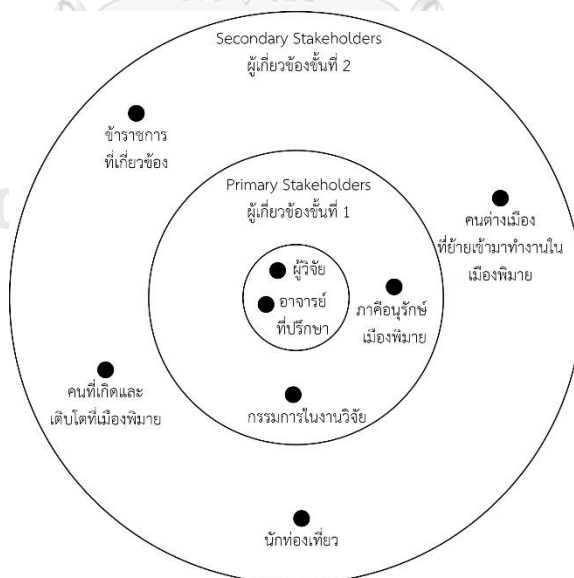 Secondary Stakeholders
ผู้เกี่ยวข้องขั้นที่ 2
ข้าราชการ
ที่เกี่ยวข้อง
Primary Stakeholders
ผู้เกี่ยวข้องขั้นที่ 1
คนต่างเมือง
ที่ย้ายเข้ามาทำงานใน
เมืองพิมาย
ผู้วิจัย
อาจารย์
ที่ปรึกษา
ภาคีอนุรักษ์
เมืองพิมาย
คนที่เกิดและ
เติบโตที่เมืองพิมาย
กรรมการในงานวิจัย
นักท่องเที่ยว